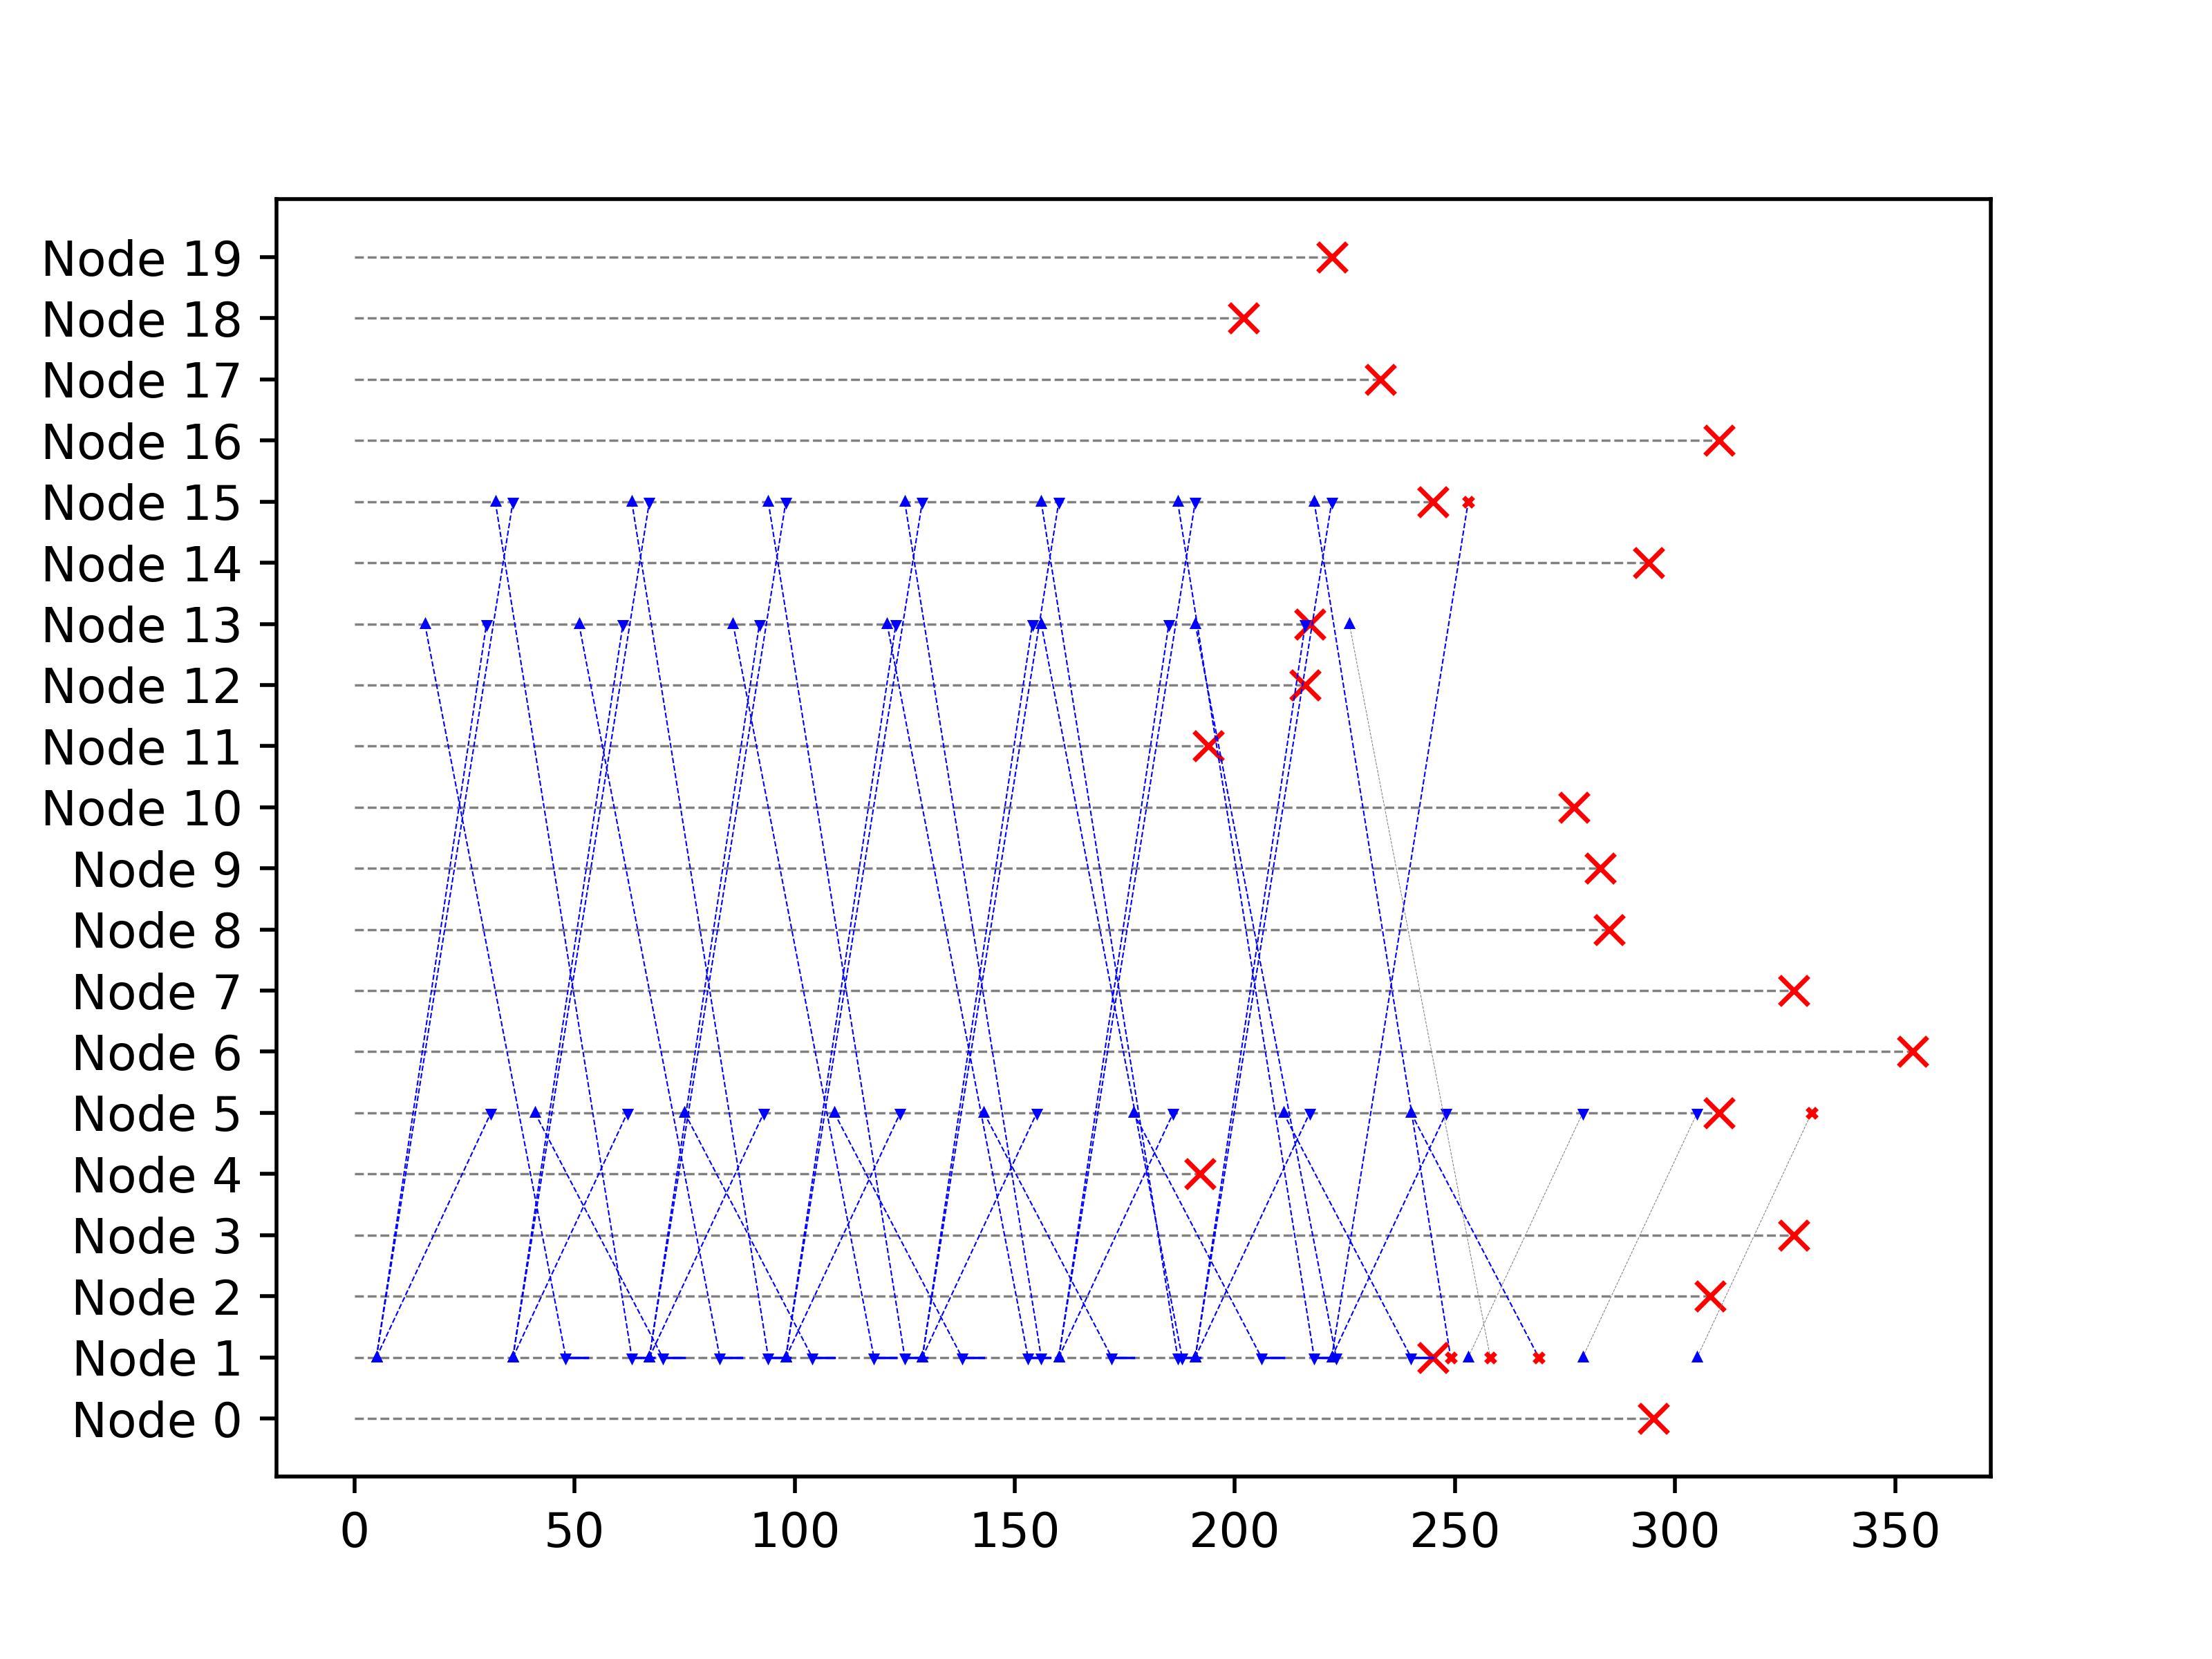 Node 19
Node 18
Node 17
Node 16
Node 15
Node 14
Node 13
Node 12
Node 11
Node 10
Node 9
Node 8
Node 7
Node 6
Node 5
Node 4
Node 3
Node 2
Node 1
Node 0
0 50 100 150 200 250 300 350